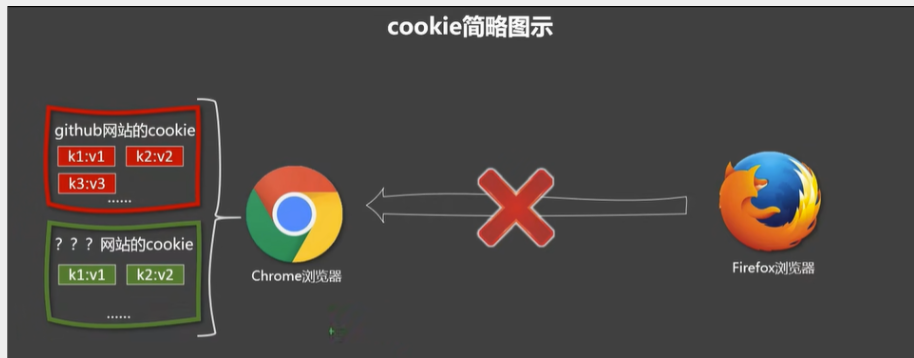 cookie简略图示
github网站的cookie
k1:v1 k2:v2
k3:v3
......
？？？网站的cookie
k1:v1 k2:v2
......
Chrome浏览器
Firefox浏览器